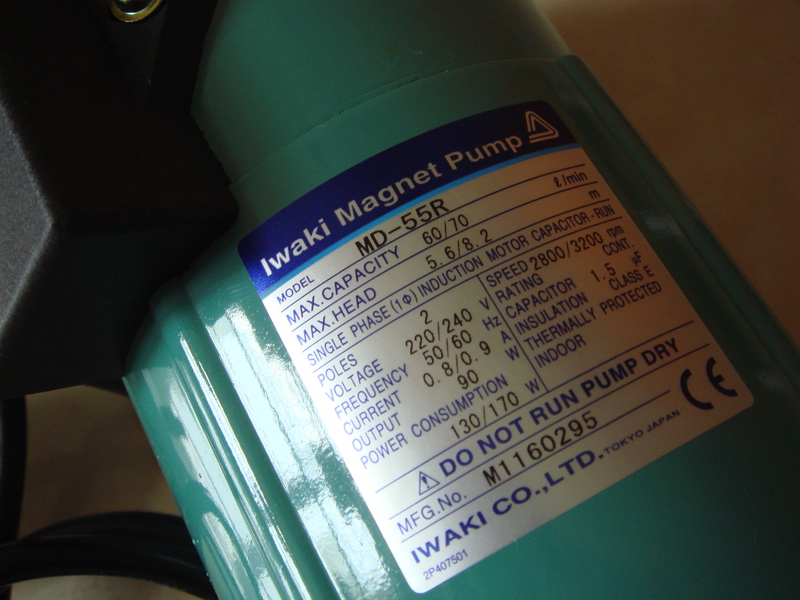 Iwaki Magnet Pump
MODEL MD-55R
MAX.CAPACITY 60/70 ℓ/min
MAX.HEAD 5.6/8.2 m
SINGLE PHASE (1Φ) INDUCTION MOTOR CAPACITOR-RUN
POLES 2
VOLTAGE 220/240 V
FREQUENCY 50/60 Hz
CURRENT 0.8/0.9 A
OUTPUT 90 W
POWER CONSUMPTION
130/170 W
SPEED 2800/3200 rpm
RATING CONT.
CAPACITOR 1.5 μF
INSULATION CLASS E
THERMALLY PROTECTED
INDOOR
DO NOT RUN PUMP DRY
MFG.No. M1160295
CE
IWAKI CO.,LTD. TOKYO JAPAN
2P407501